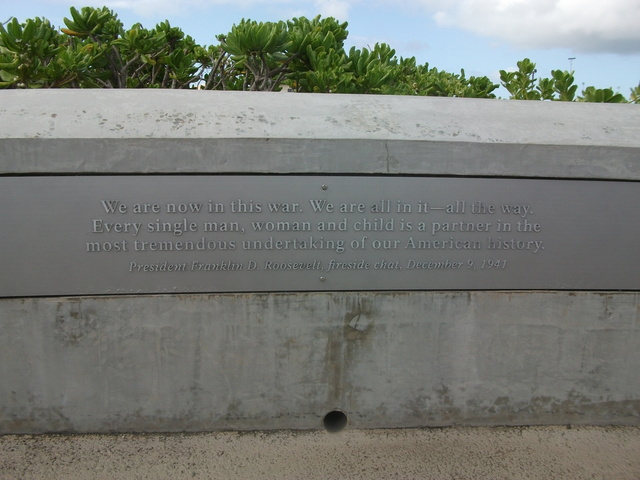 We are now in this war. We are all in it—all the way.
Every single man, woman and child is a partner in the
most tremendous undertaking of our American history.
President Franklin D. Roosevelt, fireside chat, December 9, 1941